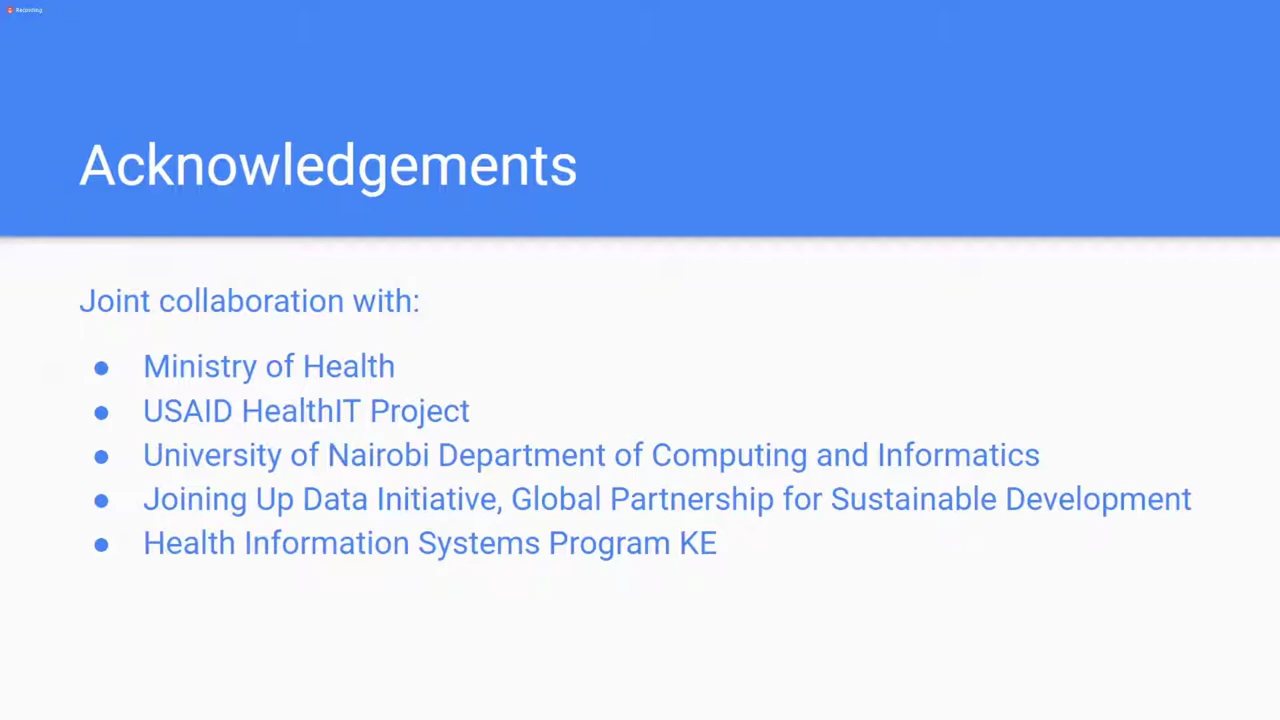 Recording
Acknowledgements
Joint collaboration with:
● Ministry of Health
● USAID HealthIT Project
● University of Nairobi Department of Computing and Informatics
● Joining Up Data Initiative, Global Partnership for Sustainable Development
● Health Information Systems Program KE